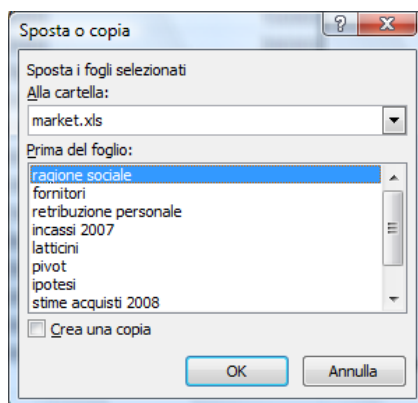 Sposta o copia
?
Sposta i fogli selezionati
Alla cartella:
market.xls
Prima del foglio:
ragione sociale
fornitori
retribuzione personale
incassi 2007
latticini
pivot
ipotesi
stime acquisti 2008
Crea una copia
OK
Annulla